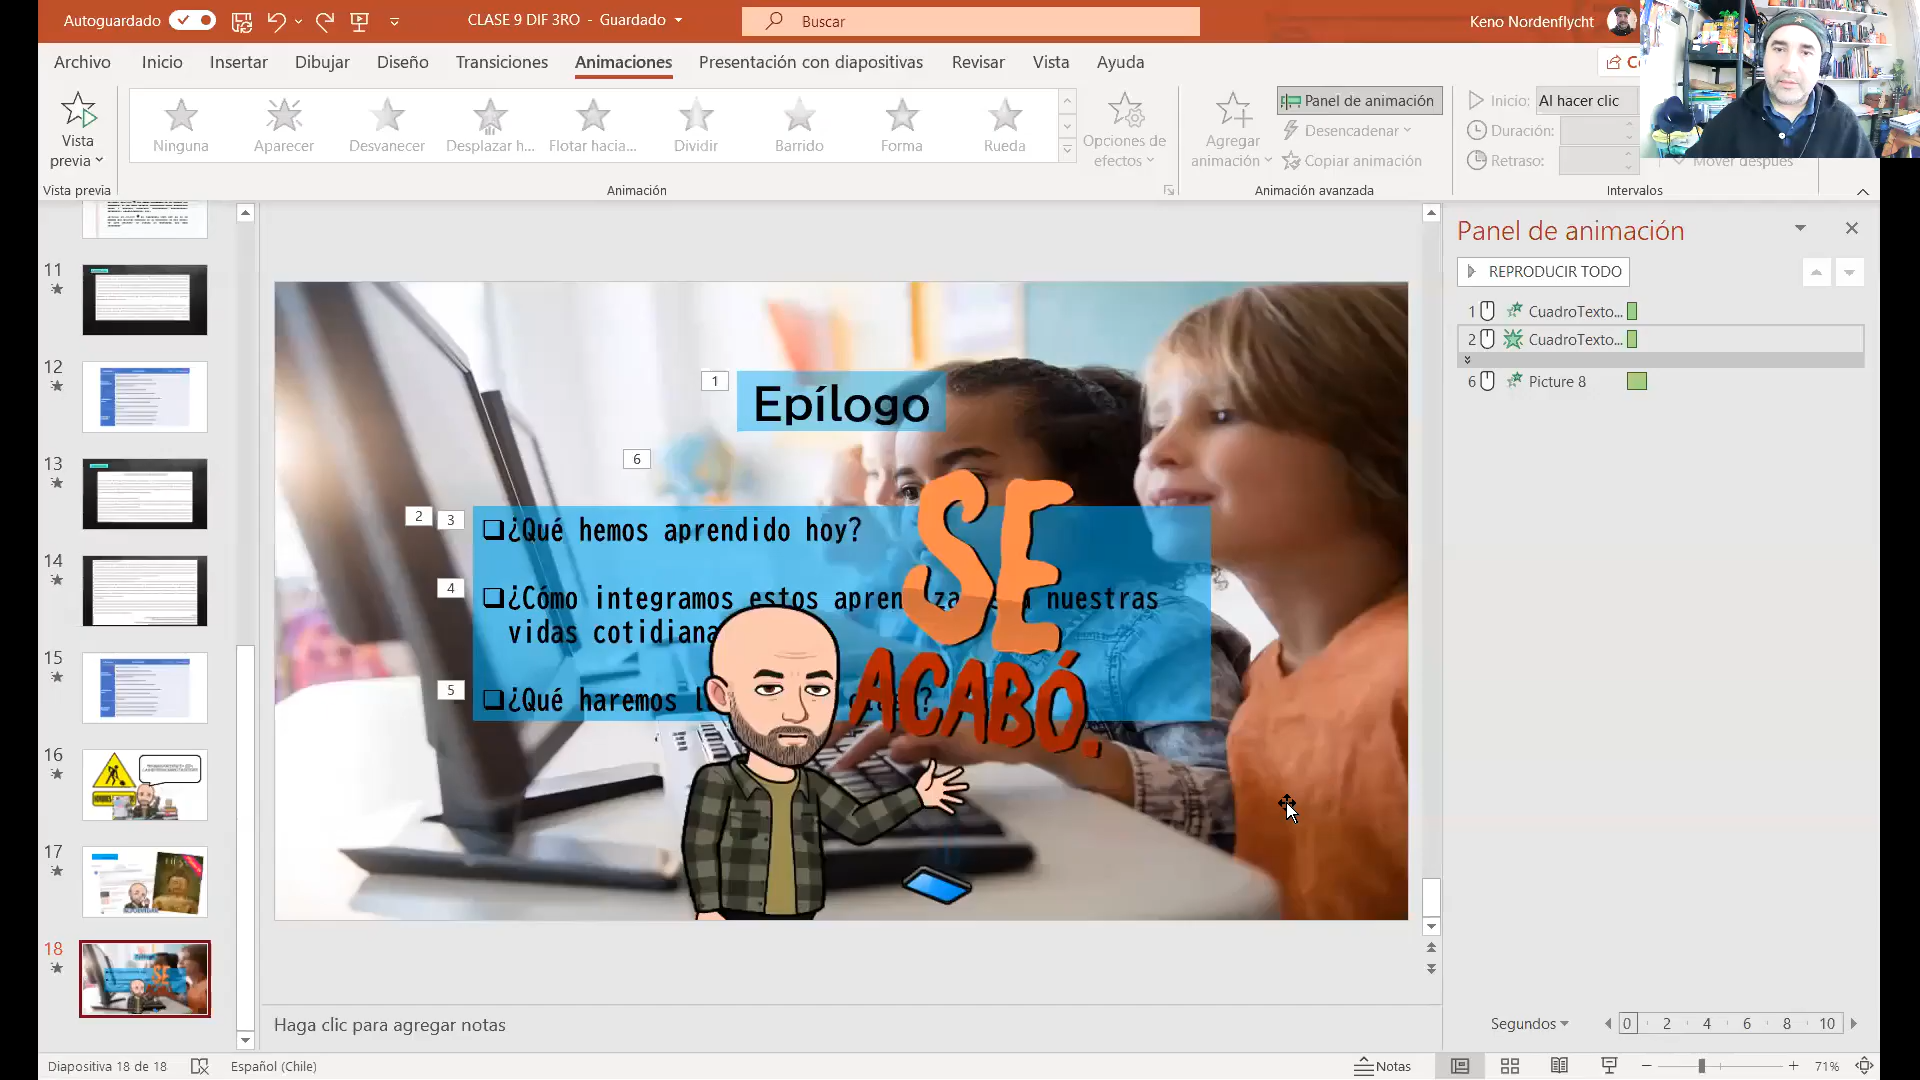 Autoguardado
CLASE 9 DIF 3RO - Guardado
Buscar
Keno Nordenflycht
Archivo Inicio Insertar Dibujar Diseño Transiciones Animaciones Presentación con diapositivas Revisar Vista Ayuda
Vista previa
Ninguna Aparecer Desvanecer Desplazar h... Flotar hacia... Dividir Barrido Forma Rueda
Opciones de efectos
Agregar animación
Panel de animación
Desencadenar
Copiar animación
Inicio: Al hacer clic
Duración:
Retraso:
Mover después
Vista previa
Animación
Animación avanzada
Intervalos
11
12
13
14
15
16
17
18
1
Epílogo
6
2 3
¿Qué hemos aprendido hoy?
4
¿Cómo integramos estos nuestras
vidas
5
¿Qué haremos
SE
ACABÓ.
Panel de animación
REPRODUCIR TODO
1 CuadroTexto...
2 CuadroTexto...
6 Picture 8
Segundos 0 2 4 6 8 10
Haga clic para agregar notas
Diapositiva 18 de 18
Español (Chile)
Notas
71%